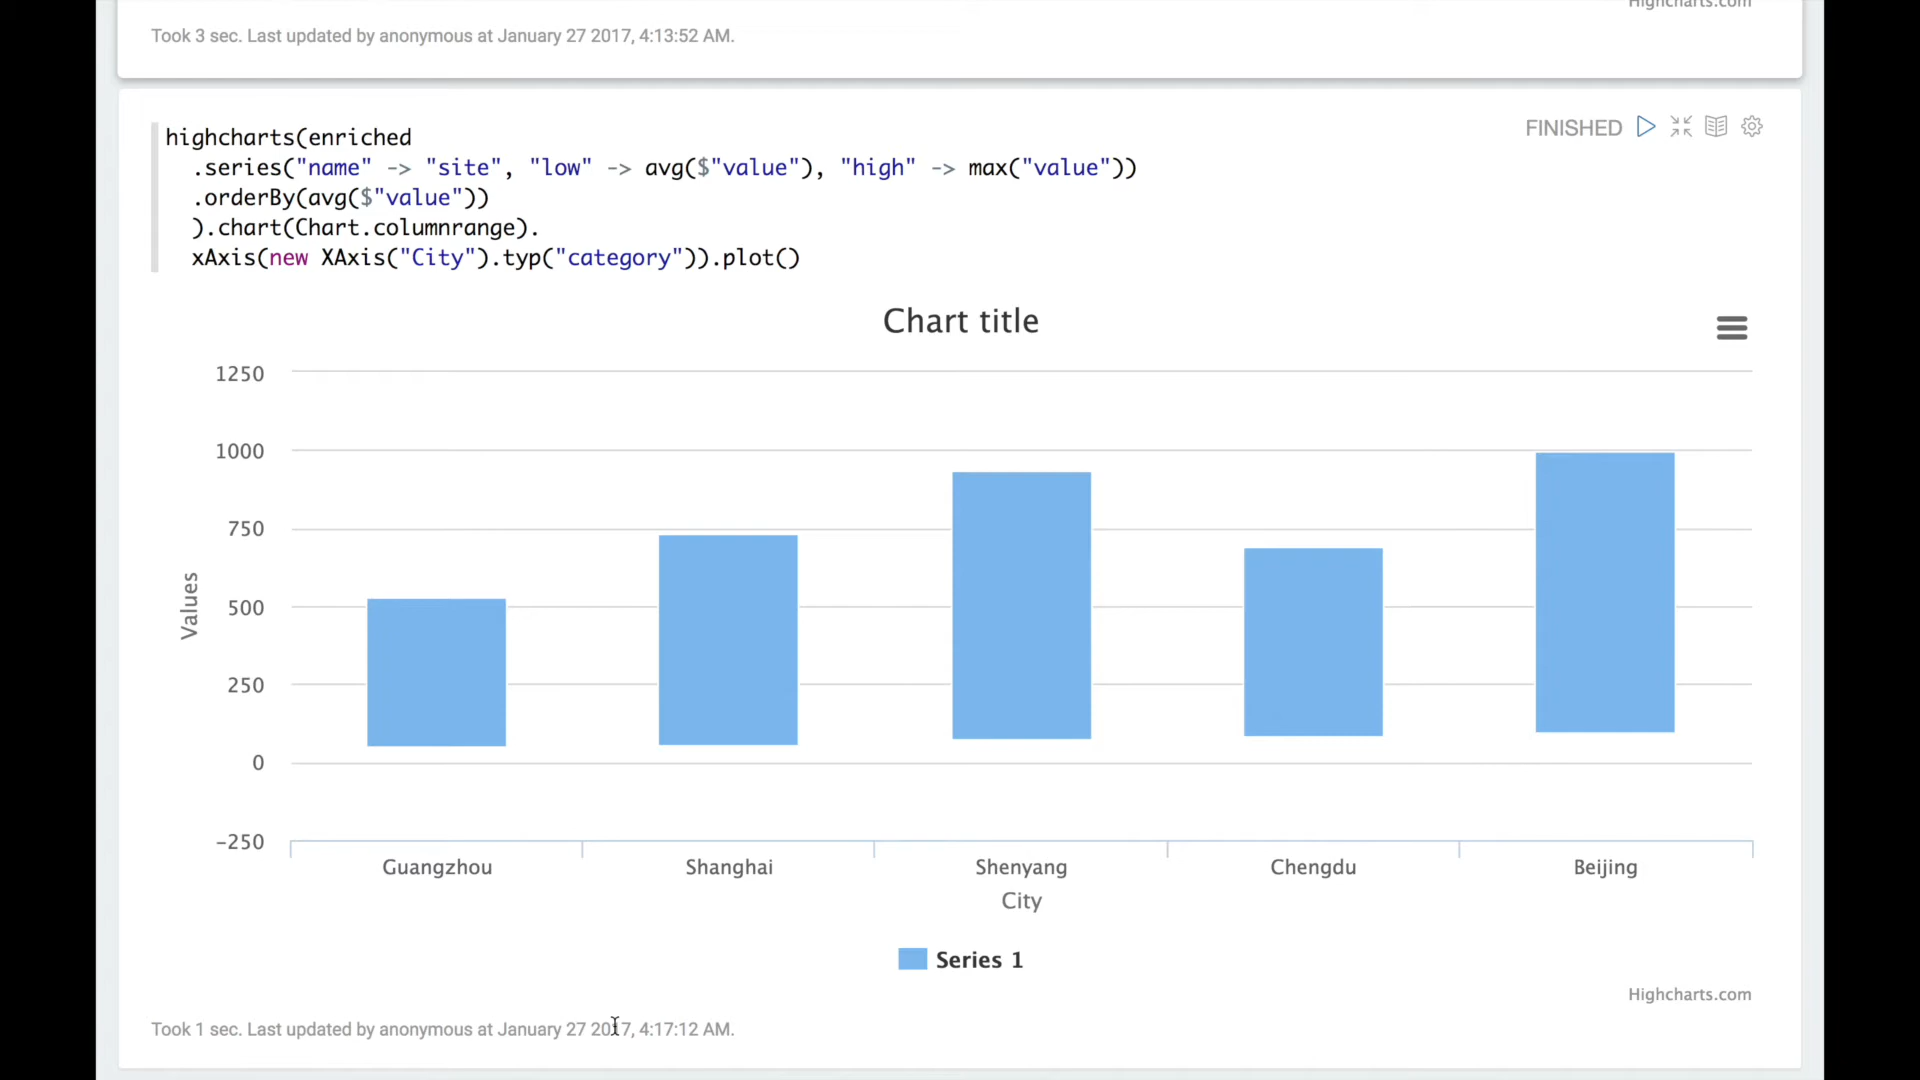 Highcharts.com
Took 3 sec. Last updated by anonymous at January 27 2017, 4:13:52 AM.
highcharts(enriched
FINISHED
.series("name" -> "site", "low" -> avg($"value"), "high" -> max("value"))
.orderBy(avg($"value"))
).chart(Chart.columnrange).
xAxis(new XAxis("City").typ("category")).plot()
Chart title
1250
1000
750
500
250
0
-250
Values
Guangzhou
Shanghai
Shenyang
Chengdu
Beijing
City
Series 1
Highcharts.com
Took 1 sec. Last updated by anonymous at January 27 2017, 4:17:12 AM.